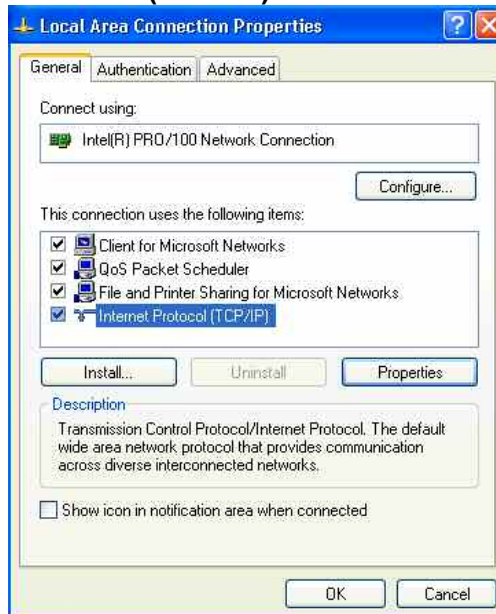 Local Area Connection Properties
General Authentication Advanced
Connect using:
Intel(R) PRO/100 Network Connection
Configure...
This connection uses the following items:
Client for Microsoft Networks
QoS Packet Scheduler
File and Printer Sharing for Microsoft Networks
Internet Protocol (TCP/IP)
Install... Uninstall Properties
Description
Transmission Control Protocol/Internet Protocol. The default
wide area network protocol that provides communication
across diverse interconnected networks.
Show icon in notification area when connected
OK Cancel